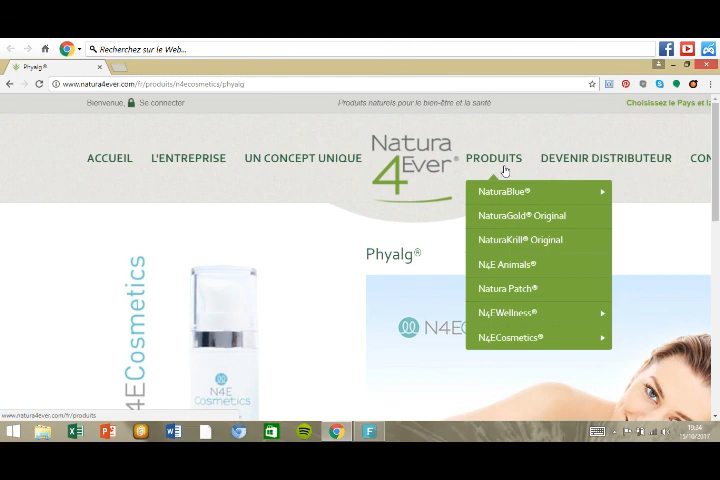 Recherchez sur le Web...
Phyalg®
www.natura4ever.com/fr/produits/n4ecosmetics/phyalg
Bienvenue, Se connecter
Produits naturels pour le bien-être et la santé
Choisissez le Pays et la
ACCUEIL L'ENTREPRISE UN CONCEPT UNIQUE
Natura
4Ever®
PRODUITS DEVENIR DISTRIBUTEUR CON
NaturaBlue®
NaturaGold® Original
NaturaKrill® Original
N4E Animals®
Natura Patch®
N4EWellness®
N4ECosmetics®
Phyalg®
N4ECosmetics
N4E
Cosmetics
N4EC
www.natura4ever.com/fr/produits
19:34
15/10/2017